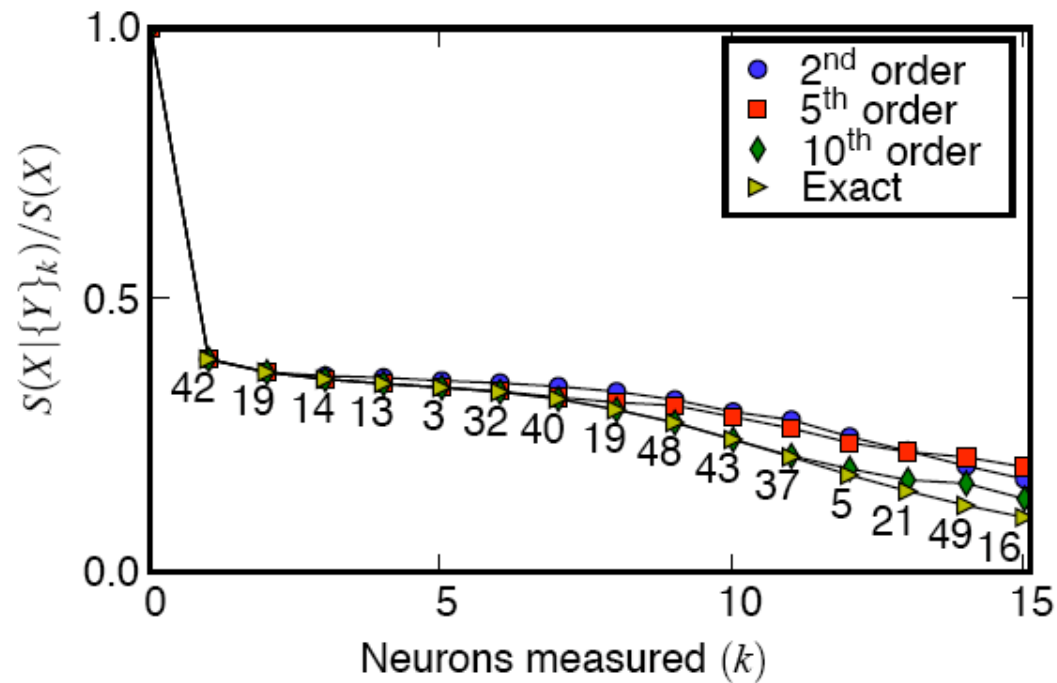 1.0
0.5
0.0
S(X|{Y}ₖ)/S(X)
2ⁿᵈ order
5ᵗʰ order
10ᵗʰ order
Exact
42 19 14 13 3 32 40 19 48 43 37 5 21 49 16
0 5 10 15
Neurons measured (k)